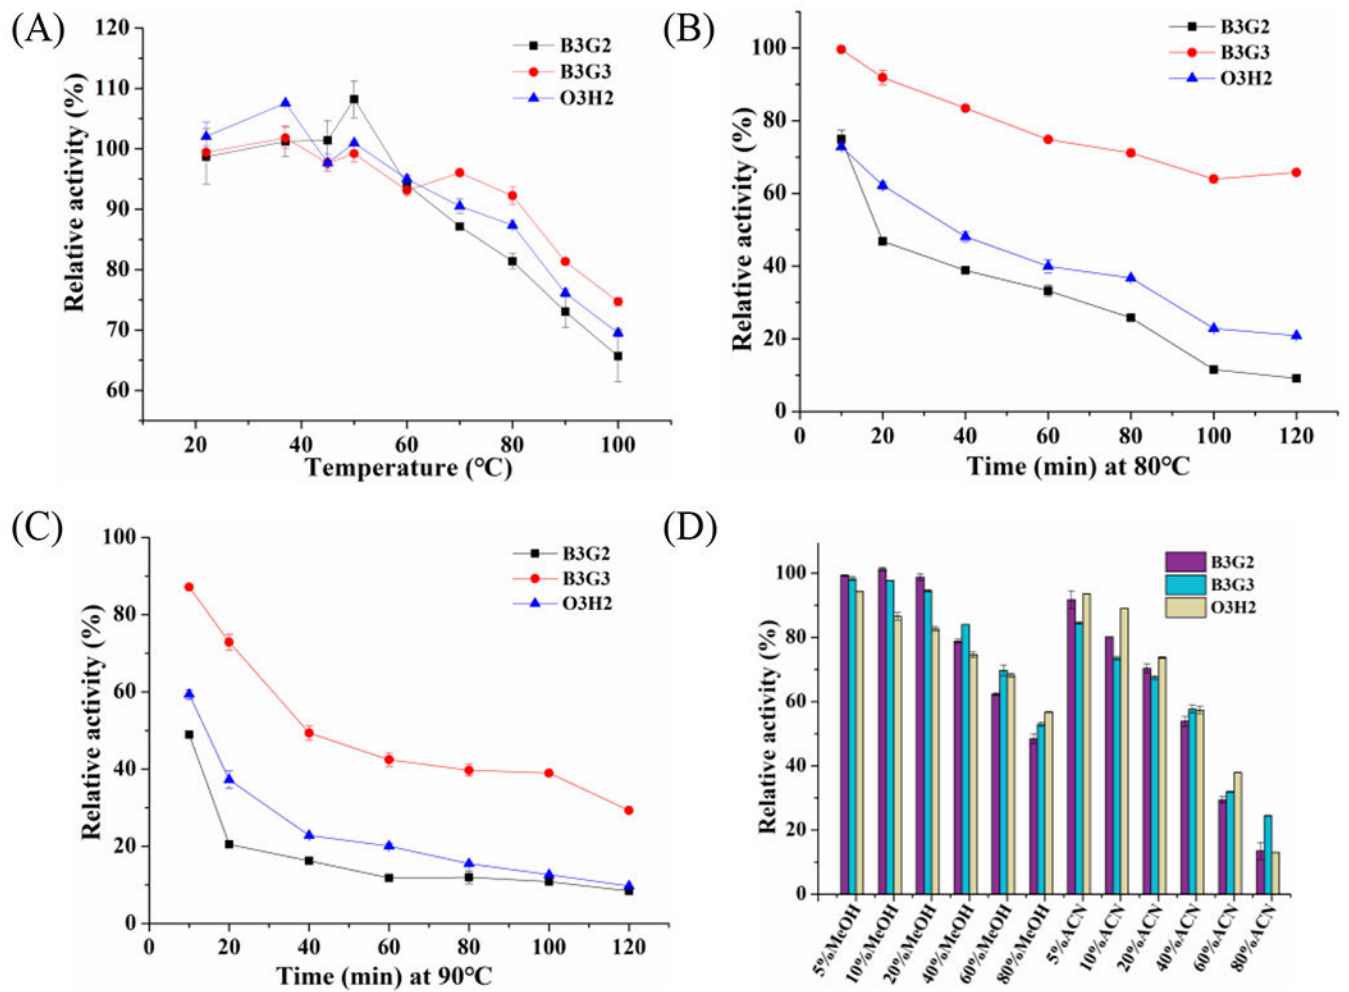 (A)
120
110
100
90
80
70
60
Relative activity (%)
B3G2
B3G3
O3H2
20 40 60 80 100
Temperature (℃)
(B)
100
80
60
40
20
0
Relative activity (%)
B3G2
B3G3
O3H2
0 20 40 60 80 100 120
Time (min) at 80℃
(C)
100
80
60
40
20
0
Relative activity (%)
B3G2
B3G3
O3H2
0 20 40 60 80 100 120
Time (min) at 90℃
(D)
100
80
60
40
20
0
Relative activity (%)
B3G2
B3G3
O3H2
5%MeOH
10%MeOH
20%MeOH
40%MeOH
60%MeOH
80%MeOH
5%ACN
10%ACN
20%ACN
40%ACN
60%ACN
80%ACN